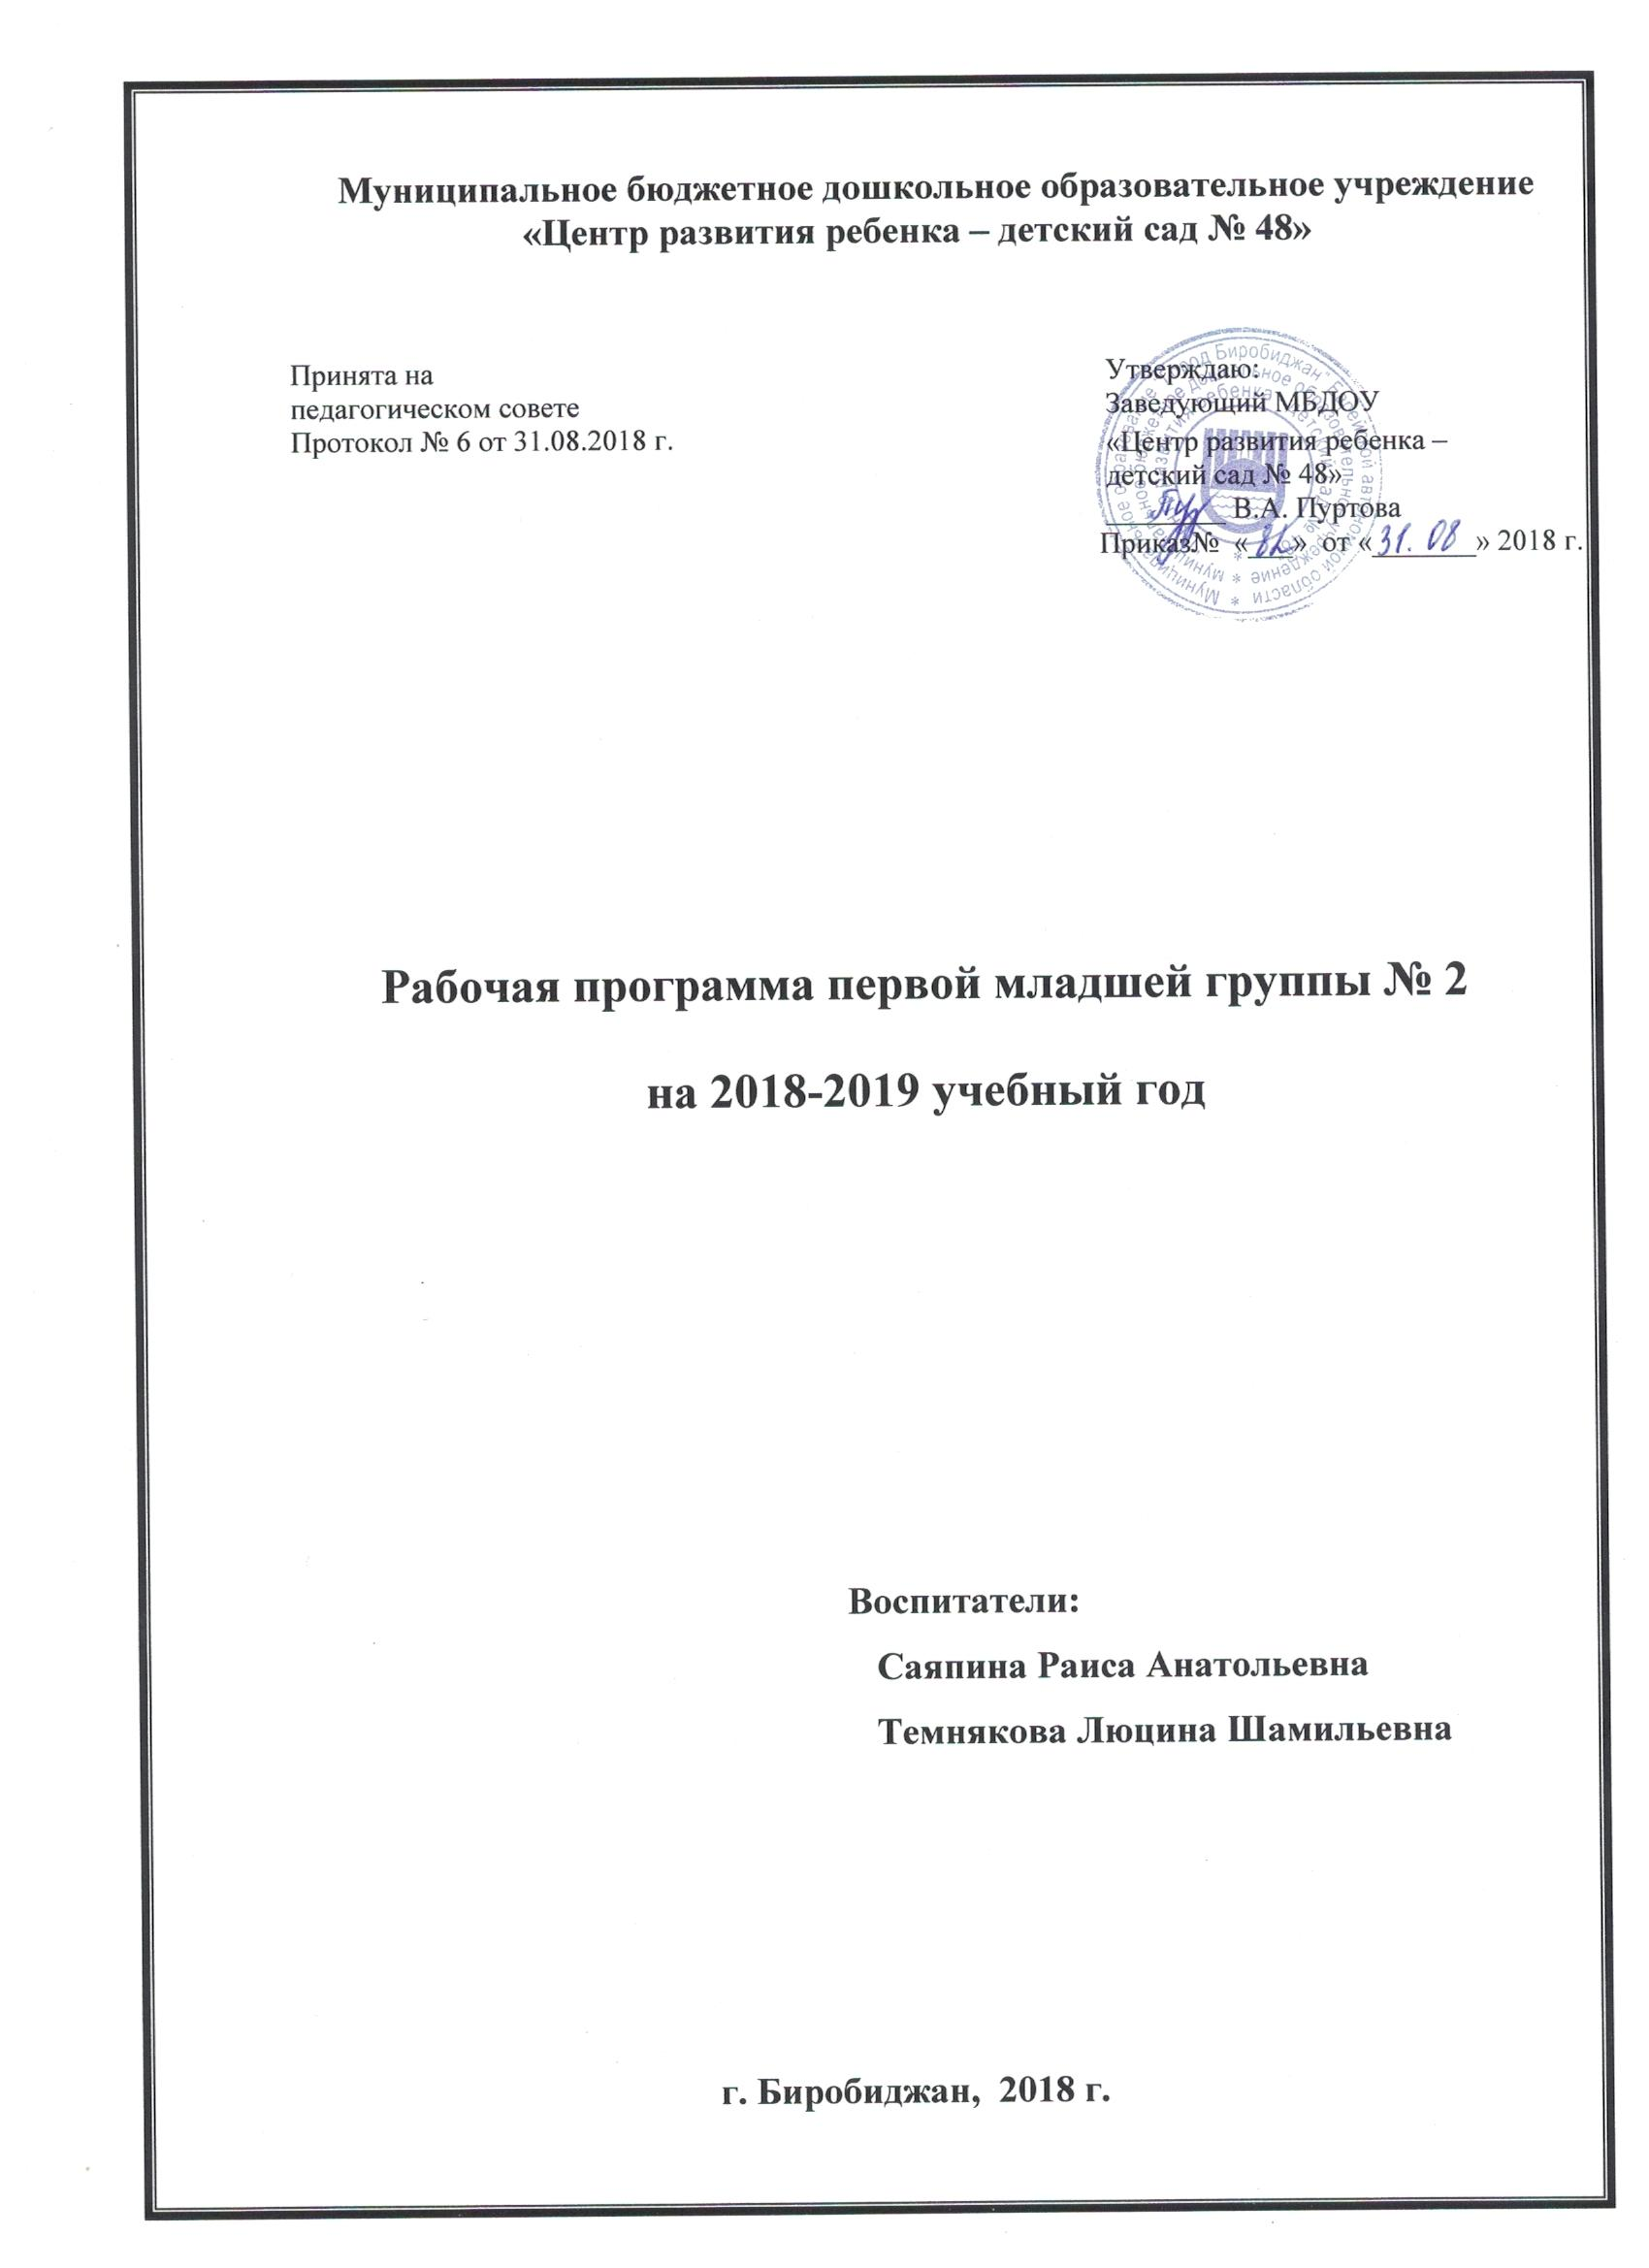 Муниципальное бюджетное дошкольное образовательное учреждение
«Центр развития ребенка – детский сад № 48»
Принята на
педагогическом совете
Протокол № 6 от 31.08.2018 г.
Утверждаю:
Заведующий МБДОУ
«Центр развития ребенка –
детский сад № 48»
В.А. Пуртова
Приказ№ «82» от «31. 08» 2018 г.
Рабочая программа первой младшей группы № 2
на 2018-2019 учебный год
Воспитатели:
Саяпина Раиса Анатольевна
Темнякова Люцина Шамильевна
г. Биробиджан, 2018 г.